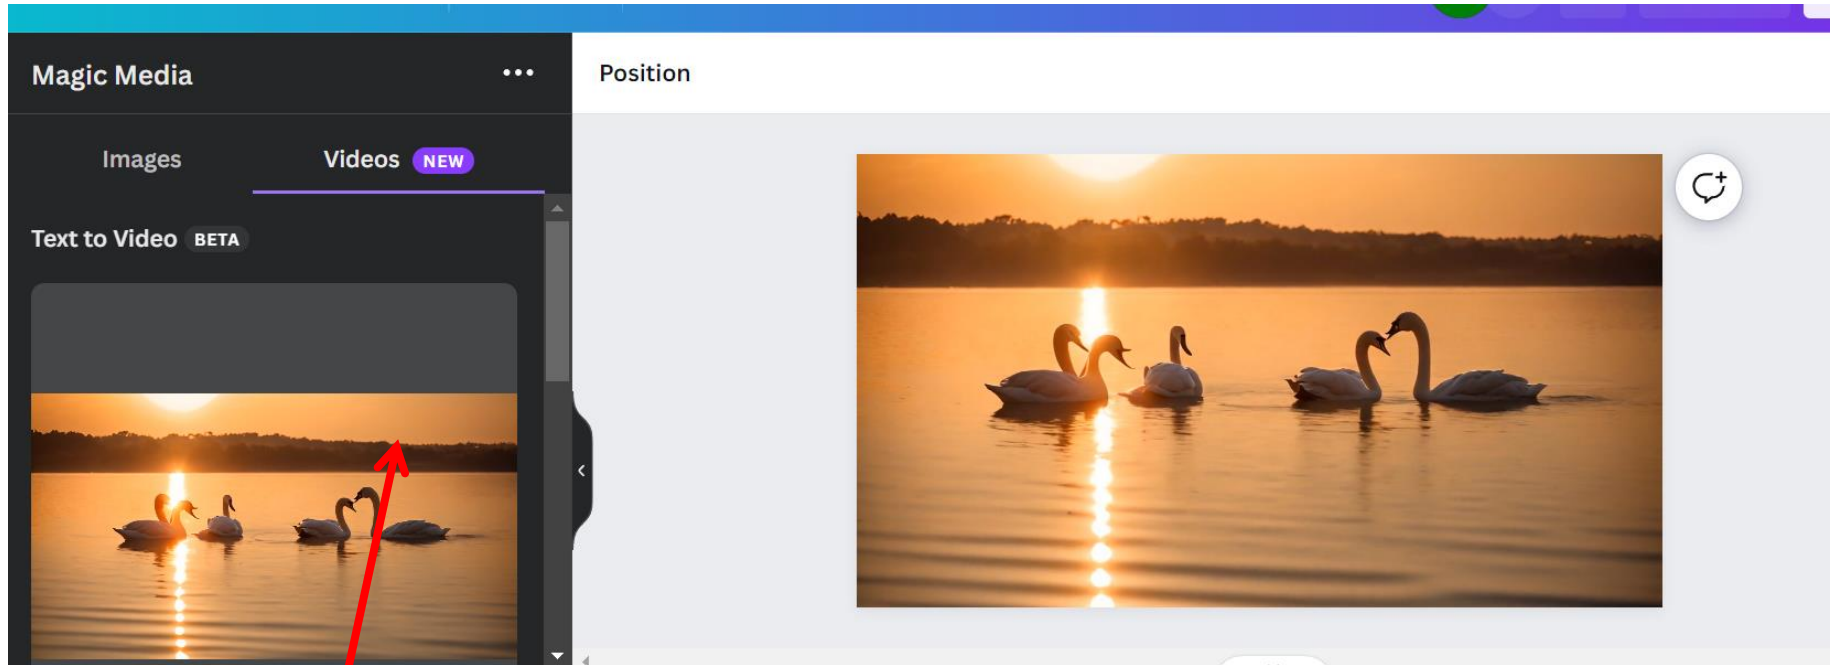 Magic Media
Position
Images
Videos NEW
Text to Video BETA